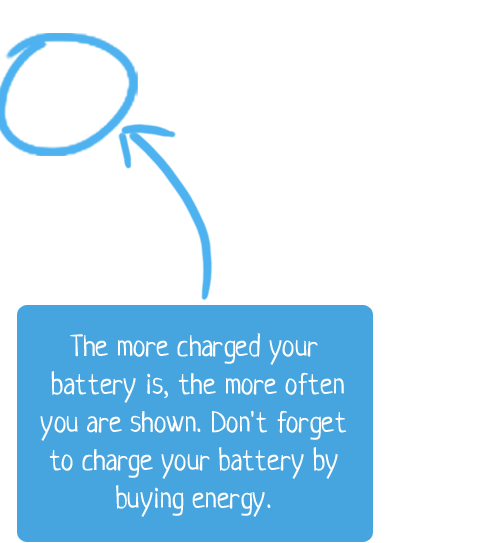 The more charged your
battery is, the more often
you are shown. Don't forget
to charge your battery by
buying energy.